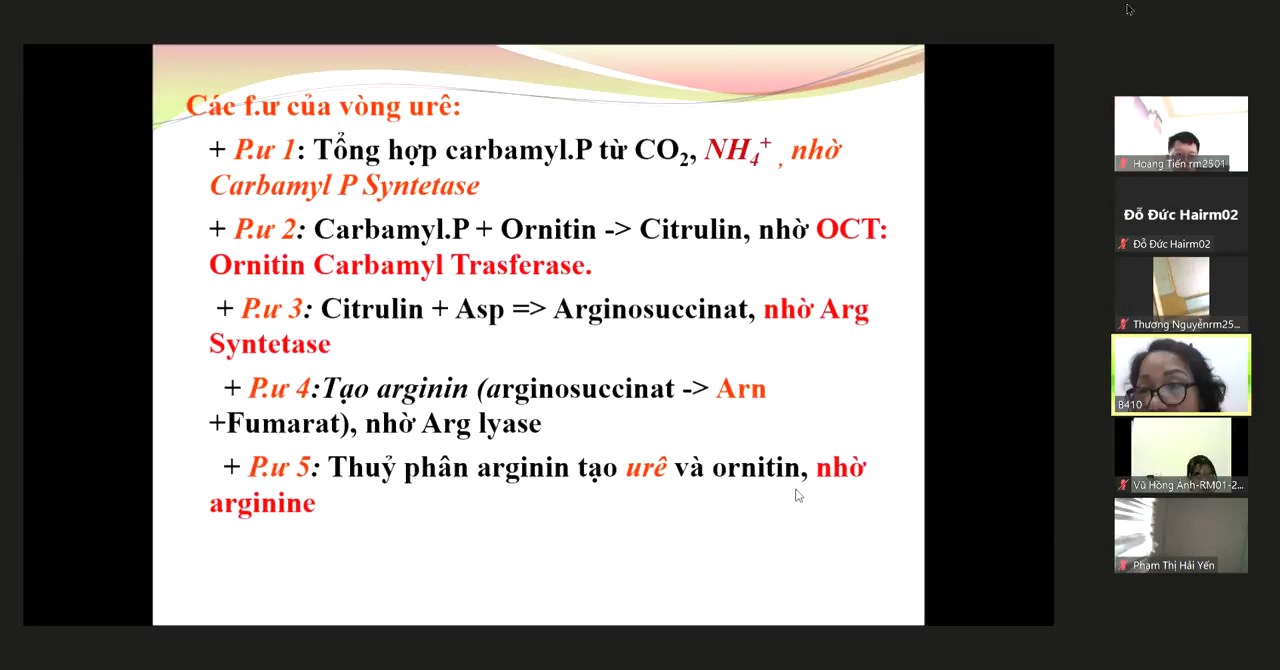 Các f.ư của vòng urê:
+ P.ư 1: Tổng hợp carbamyl.P từ CO₂, NH₄⁺ , nhờ
Carbamyl P Syntetase
+ P.ư 2: Carbamyl.P + Ornitin -> Citrulin, nhờ OCT:
Ornitin Carbamyl Trasferase.
+ P.ư 3: Citrulin + Asp => Arginosuccinat, nhờ Arg
Syntetase
+ P.ư 4:Tạo arginin (arginosuccinat -> Arn
+Fumarat), nhờ Arg lyase
+ P.ư 5: Thuỷ phân arginin tạo urê và ornitin, nhờ
arginine
Hoang Tiến rm2501
Đỗ Đức Hairm02
Đỗ Đức Hairm02
Thương Nguyễnrm25...
B410
Vũ Hồng Ánh-RM01-2...
Phạm Thị Hải Yến